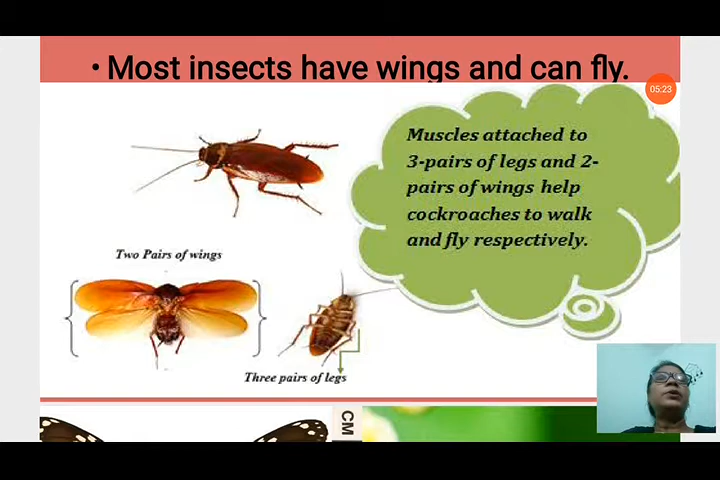 • Most insects have wings and can fly.
05:23
Muscles attached to
3-pairs of legs and 2-
pairs of wings help
cockroaches to walk
and fly respectively.
Two Pairs of wings
Three pairs of legs
CM